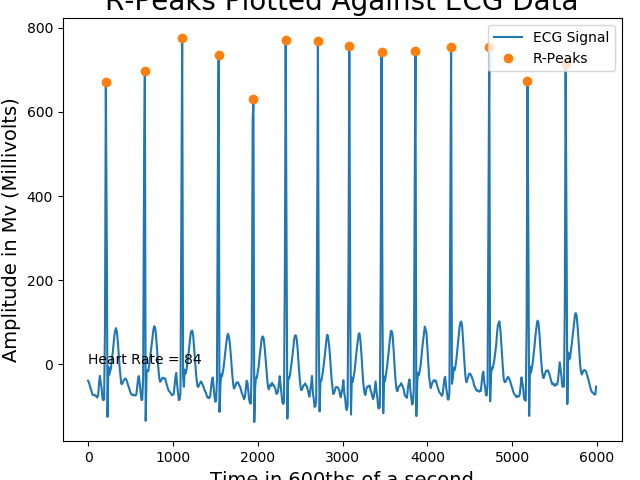 R-Peaks Plotted Against ECG Data
ECG Signal
R-Peaks
Amplitude in Mv (Millivolts)
800
600
400
200
0
Heart Rate = 84
0 1000 2000 3000 4000 5000 6000
Time in 600ths of a second